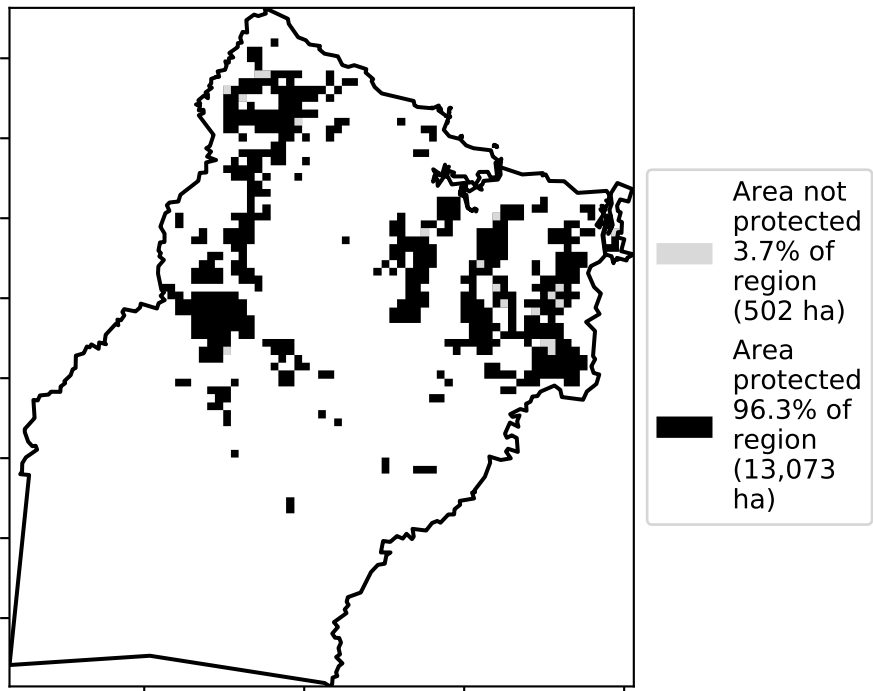 Area not
protected
3.7% of
region
(502 ha)
Area
protected
96.3% of
region
(13,073
ha)